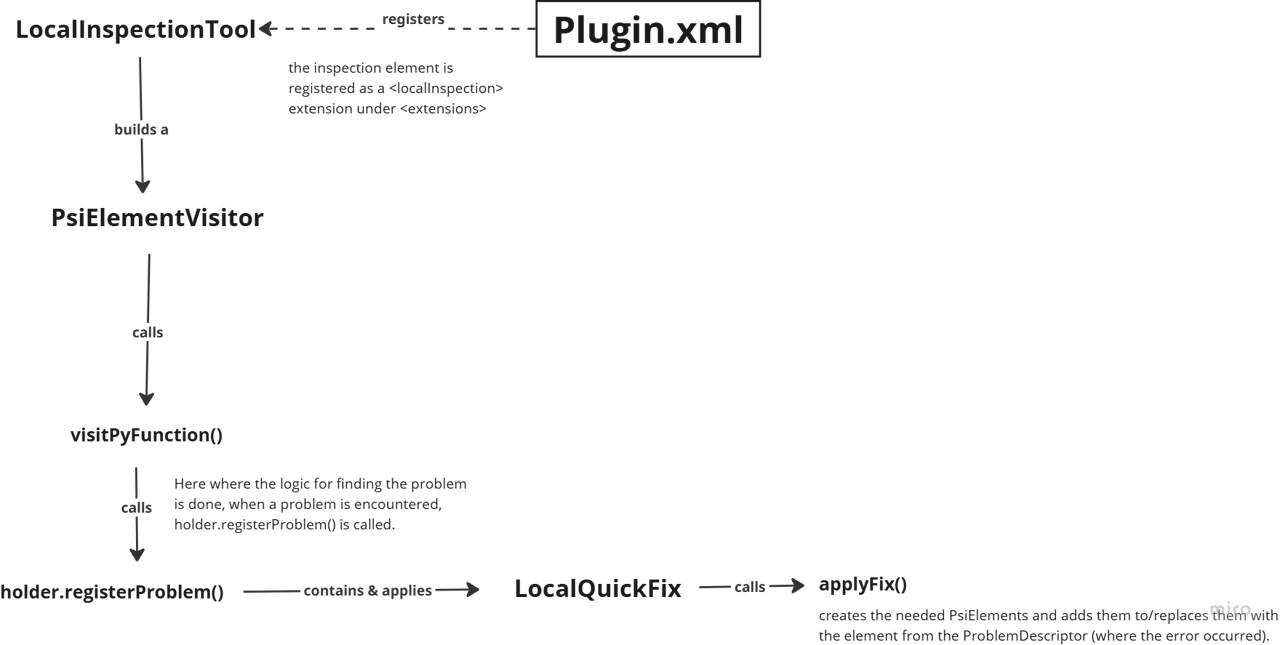 LocalInspectionTool
registers
Plugin.xml
the inspection element is
registered as a <localInspection>
extension under <extensions>
builds a
PsiElementVisitor
calls
visitPyFunction()
calls
Here where the logic for finding the problem
is done, when a problem is encountered,
holder.registerProblem() is called.
holder.registerProblem()
contains & applies
LocalQuickFix
calls
applyFix()
creates the needed PsiElements and adds them to/replaces them with
the element from the ProblemDescriptor (where the error occurred).
miro